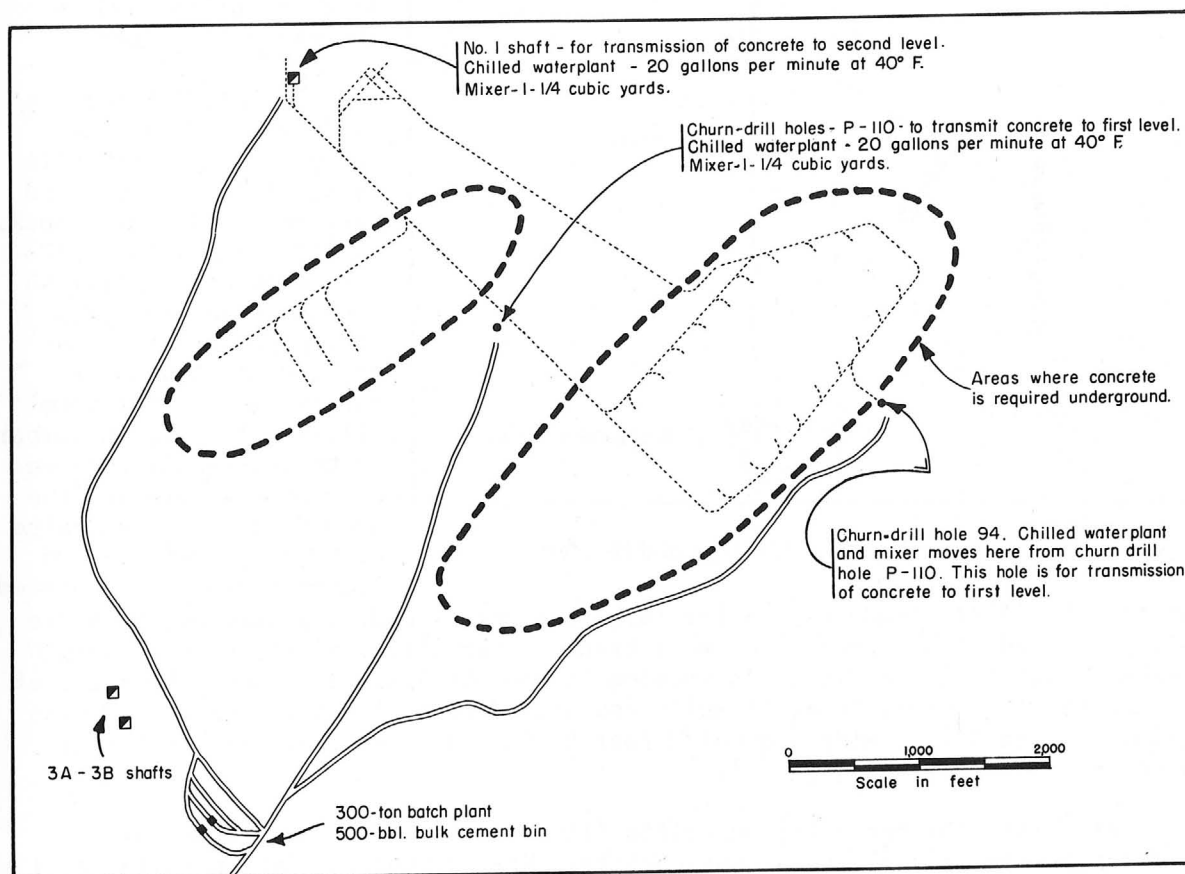 No. 1 shaft - for transmission of concrete to second level.
Chilled waterplant - 20 gallons per minute at 40° F.
Mixer-1-1/4 cubic yards.
Churn-drill holes - P-110 - to transmit concrete to first level.
Chilled waterplant - 20 gallons per minute at 40° F.
Mixer-1-1/4 cubic yards.
Areas where concrete
is required underground.
Churn-drill hole 94. Chilled waterplant
and mixer moves here from churn drill
hole P-110. This hole is for transmission
of concrete to first level.
3A-3B shafts
0 1,000 2,000
Scale in feet
300-ton batch plant
500-bbl. bulk cement bin